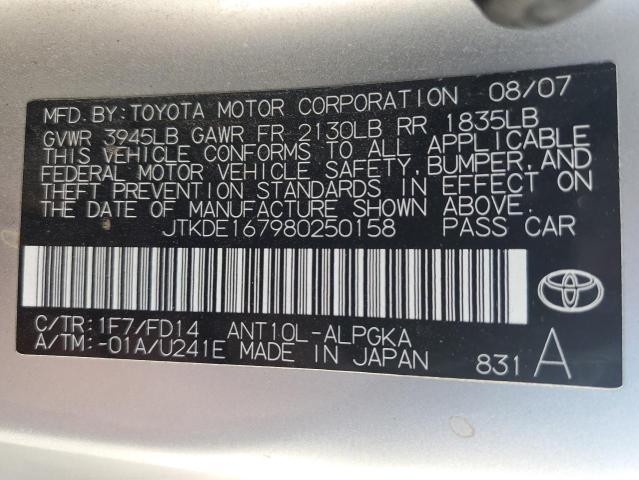 MFD.BY:TOYOTA MOTOR CORPORATION 08/07
GVWR 3945LB GAWR FR 2130LB RR 1835LB
THIS VEHICLE CONFORMS TO ALL APPLICABLE
FEDERAL MOTOR VEHICLE SAFETY,BUMPER,AND
THEFT PREVENTION STANDARDS IN EFFECT ON
THE DATE OF MANUFACTURE SHOWN ABOVE.
JTKDE167980250158 PASS CAR
C/TR:1F7/FD14 ANT10L-ALPGKA
A/TM:-01A/U241E MADE IN JAPAN 831 A